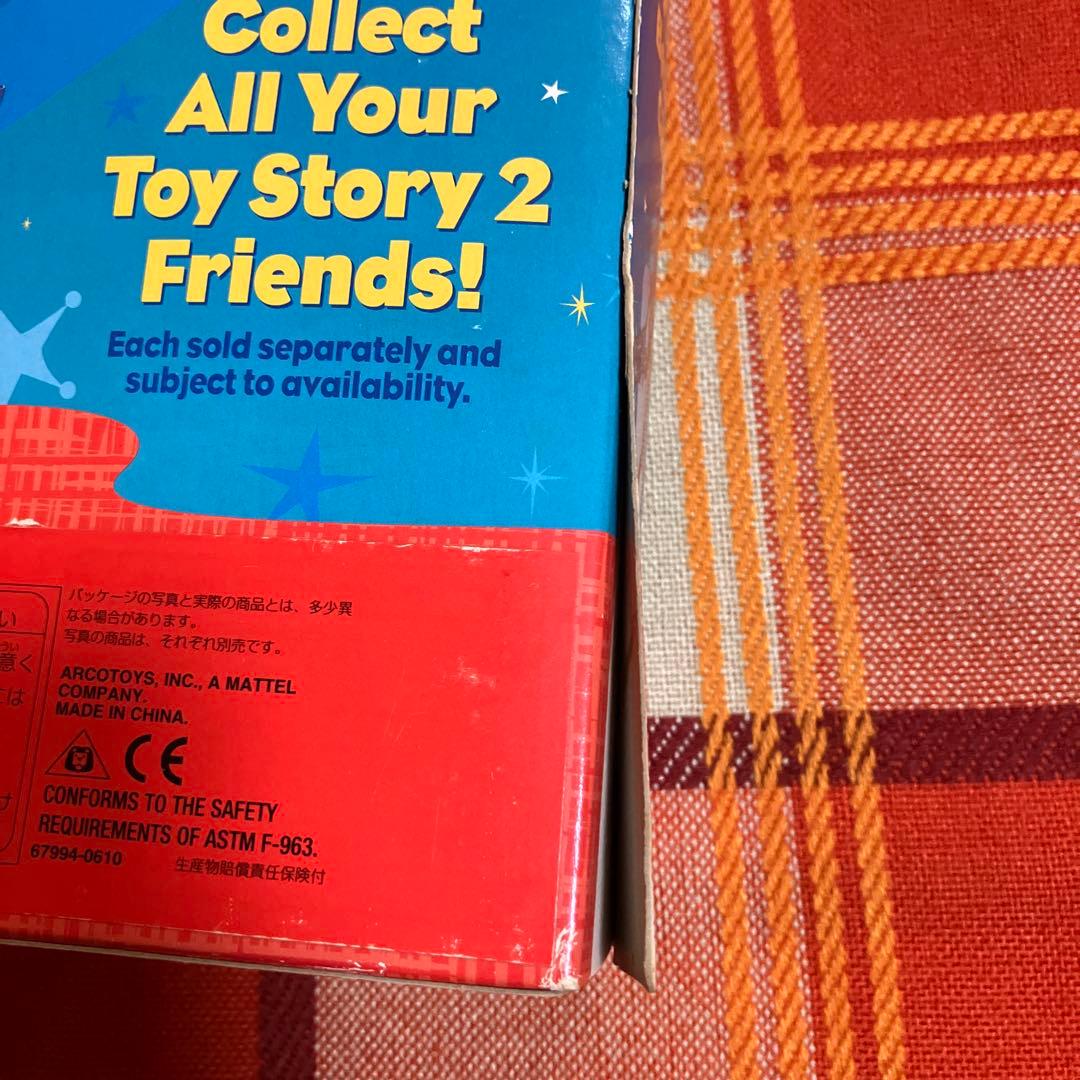 Collect
All Your
Toy Story 2
Friends!
Each sold separately and
subject to availability.
パッケージの写真と実際の商品とは、多少異
なる場合があります。
写真の商品は、それぞれ別売です。
い
意く
は
ARCOTOYS, INC., A MATTEL
COMPANY.
MADE IN CHINA.
CE
CONFORMS TO THE SAFETY
REQUIREMENTS OF ASTM F-963.
67994-0610
生産物賠償責任保険付